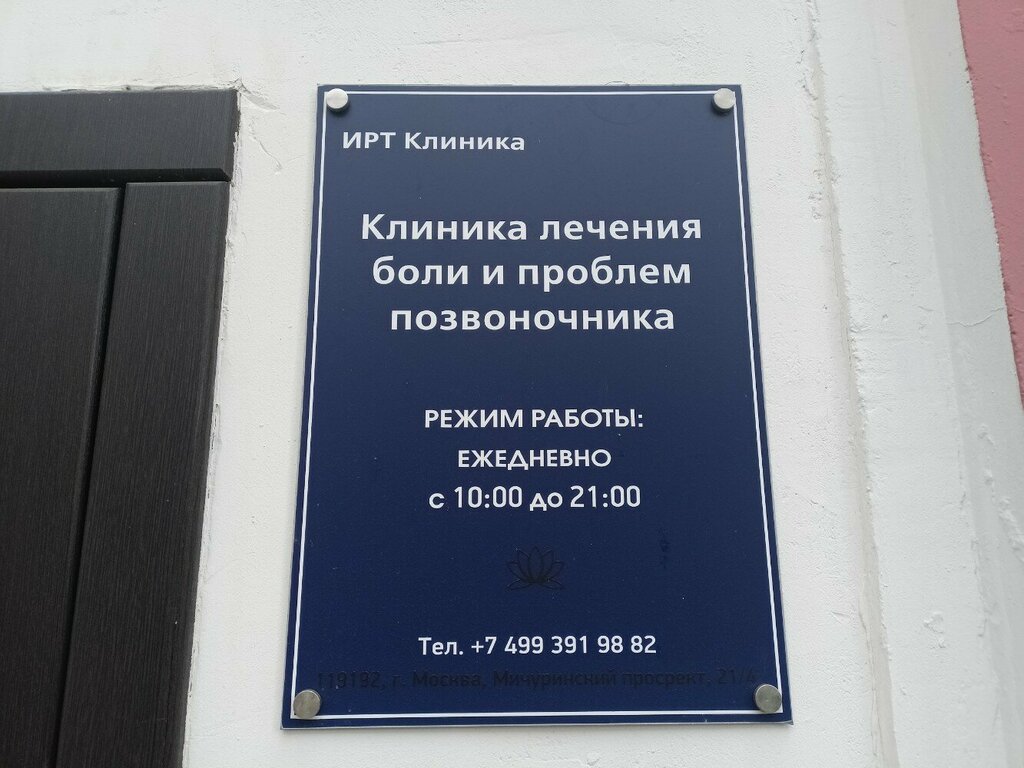 ИРТ Клиника
Клиника лечения
боли и проблем
позвоночника
РЕЖИМ РАБОТЫ:
ЕЖЕДНЕВНО
с 10:00 до 21:00
Тел. +7 499 391 98 82
119192, г. Москва, Мичуринский просрект, 21/4